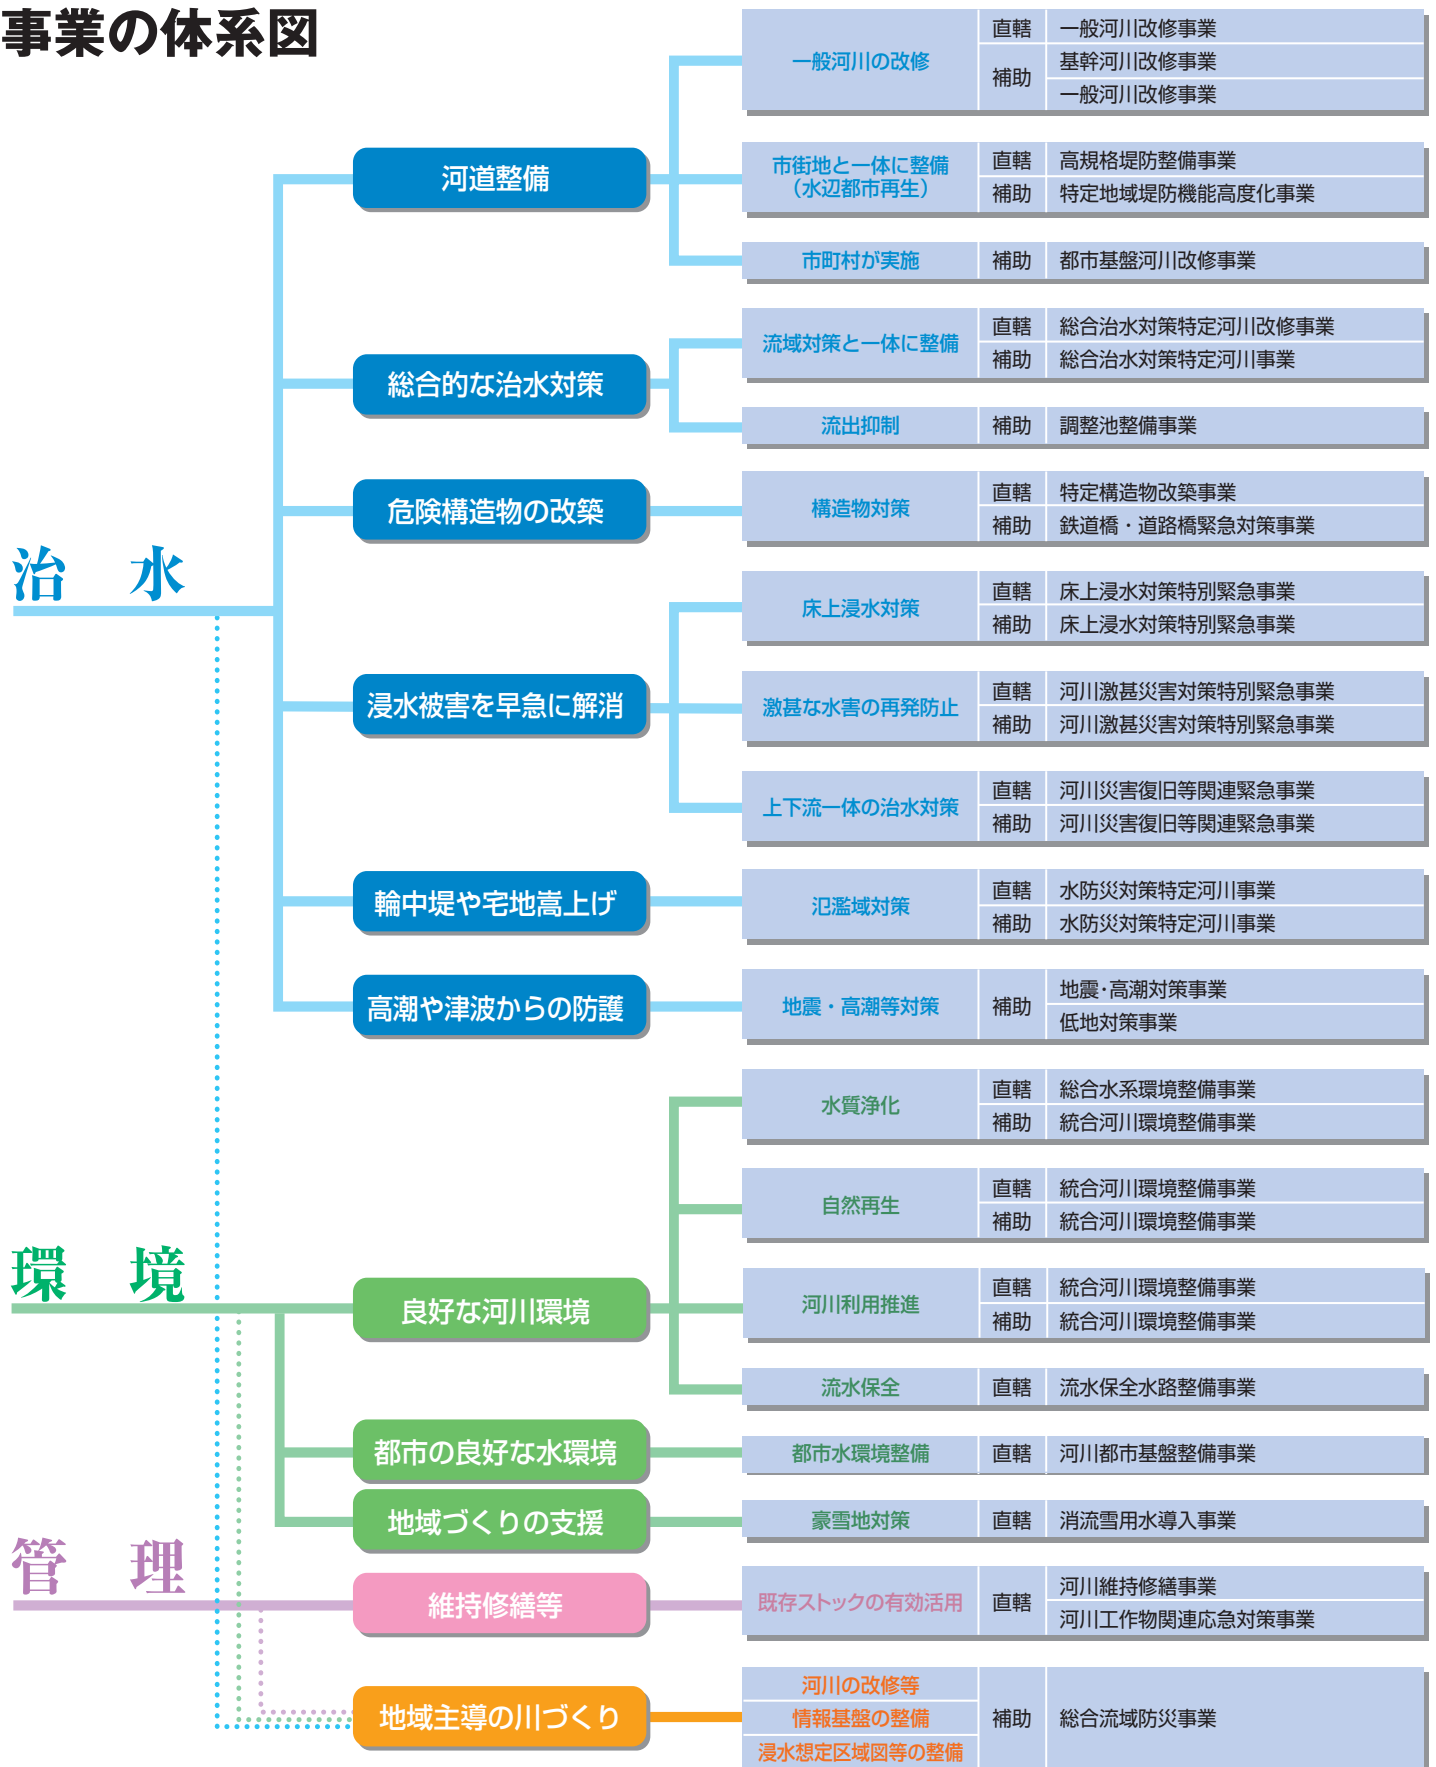 事業の体系図
治 水
河道整備
一般河川の改修
直轄 一般河川改修事業
補助 基幹河川改修事業
一般河川改修事業
市街地と一体に整備
（水辺都市再生）
直轄 高規格堤防整備事業
補助 特定地域堤防機能高度化事業
市町村が実施 補助 都市基盤河川改修事業
総合的な治水対策
流域対策と一体に整備
直轄 総合治水対策特定河川改修事業
補助 総合治水対策特定河川事業
流出抑制 補助 調整池整備事業
危険構造物の改築
構造物対策
直轄 特定構造物改築事業
補助 鉄道橋・道路橋緊急対策事業
浸水被害を早急に解消
床上浸水対策
直轄 床上浸水対策特別緊急事業
補助 床上浸水対策特別緊急事業
激甚な水害の再発防止
直轄 河川激甚災害対策特別緊急事業
補助 河川激甚災害対策特別緊急事業
上下流一体の治水対策
直轄 河川災害復旧等関連緊急事業
補助 河川災害復旧等関連緊急事業
輪中堤や宅地嵩上げ
氾濫域対策
直轄 水防災対策特定河川事業
補助 水防災対策特定河川事業
高潮や津波からの防護
地震・高潮等対策
補助 地震・高潮対策事業
低地対策事業
環 境
良好な河川環境
水質浄化
直轄 総合水系環境整備事業
補助 統合河川環境整備事業
自然再生
直轄 統合河川環境整備事業
補助 統合河川環境整備事業
河川利用推進
直轄 統合河川環境整備事業
補助 統合河川環境整備事業
流水保全 直轄 流水保全水路整備事業
都市の良好な水環境
都市水環境整備 直轄 河川都市基盤整備事業
地域づくりの支援
豪雪地対策 直轄 消流雪用水導入事業
管 理
維持修繕等
既存ストックの有効活用
直轄 河川維持修繕事業
河川工作物関連応急対策事業
地域主導の川づくり
河川の改修等
情報基盤の整備
浸水想定区域図等の整備
補助 総合流域防災事業